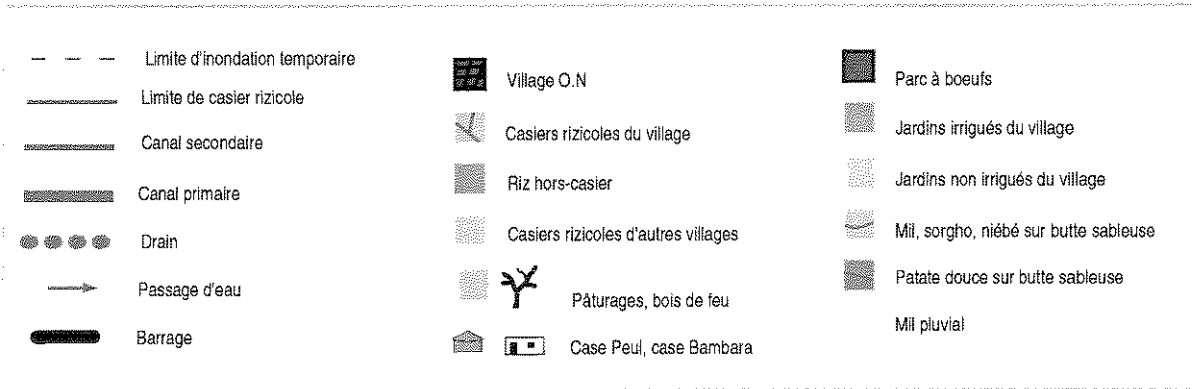 Limite d'inondation temporaire
Limite de casier rizicole
Canal secondaire
Canal primaire
Drain
Passage d'eau
Barrage
Village O.N
Casiers rizicoles du village
Riz hors-casier
Casiers rizicoles d'autres villages
Pâturages, bois de feu
Case Peul, case Bambara
Parc à boeufs
Jardins irrigués du village
Jardins non irrigués du village
Mil, sorgho, niébé sur butte sableuse
Patate douce sur butte sableuse
Mil pluvial